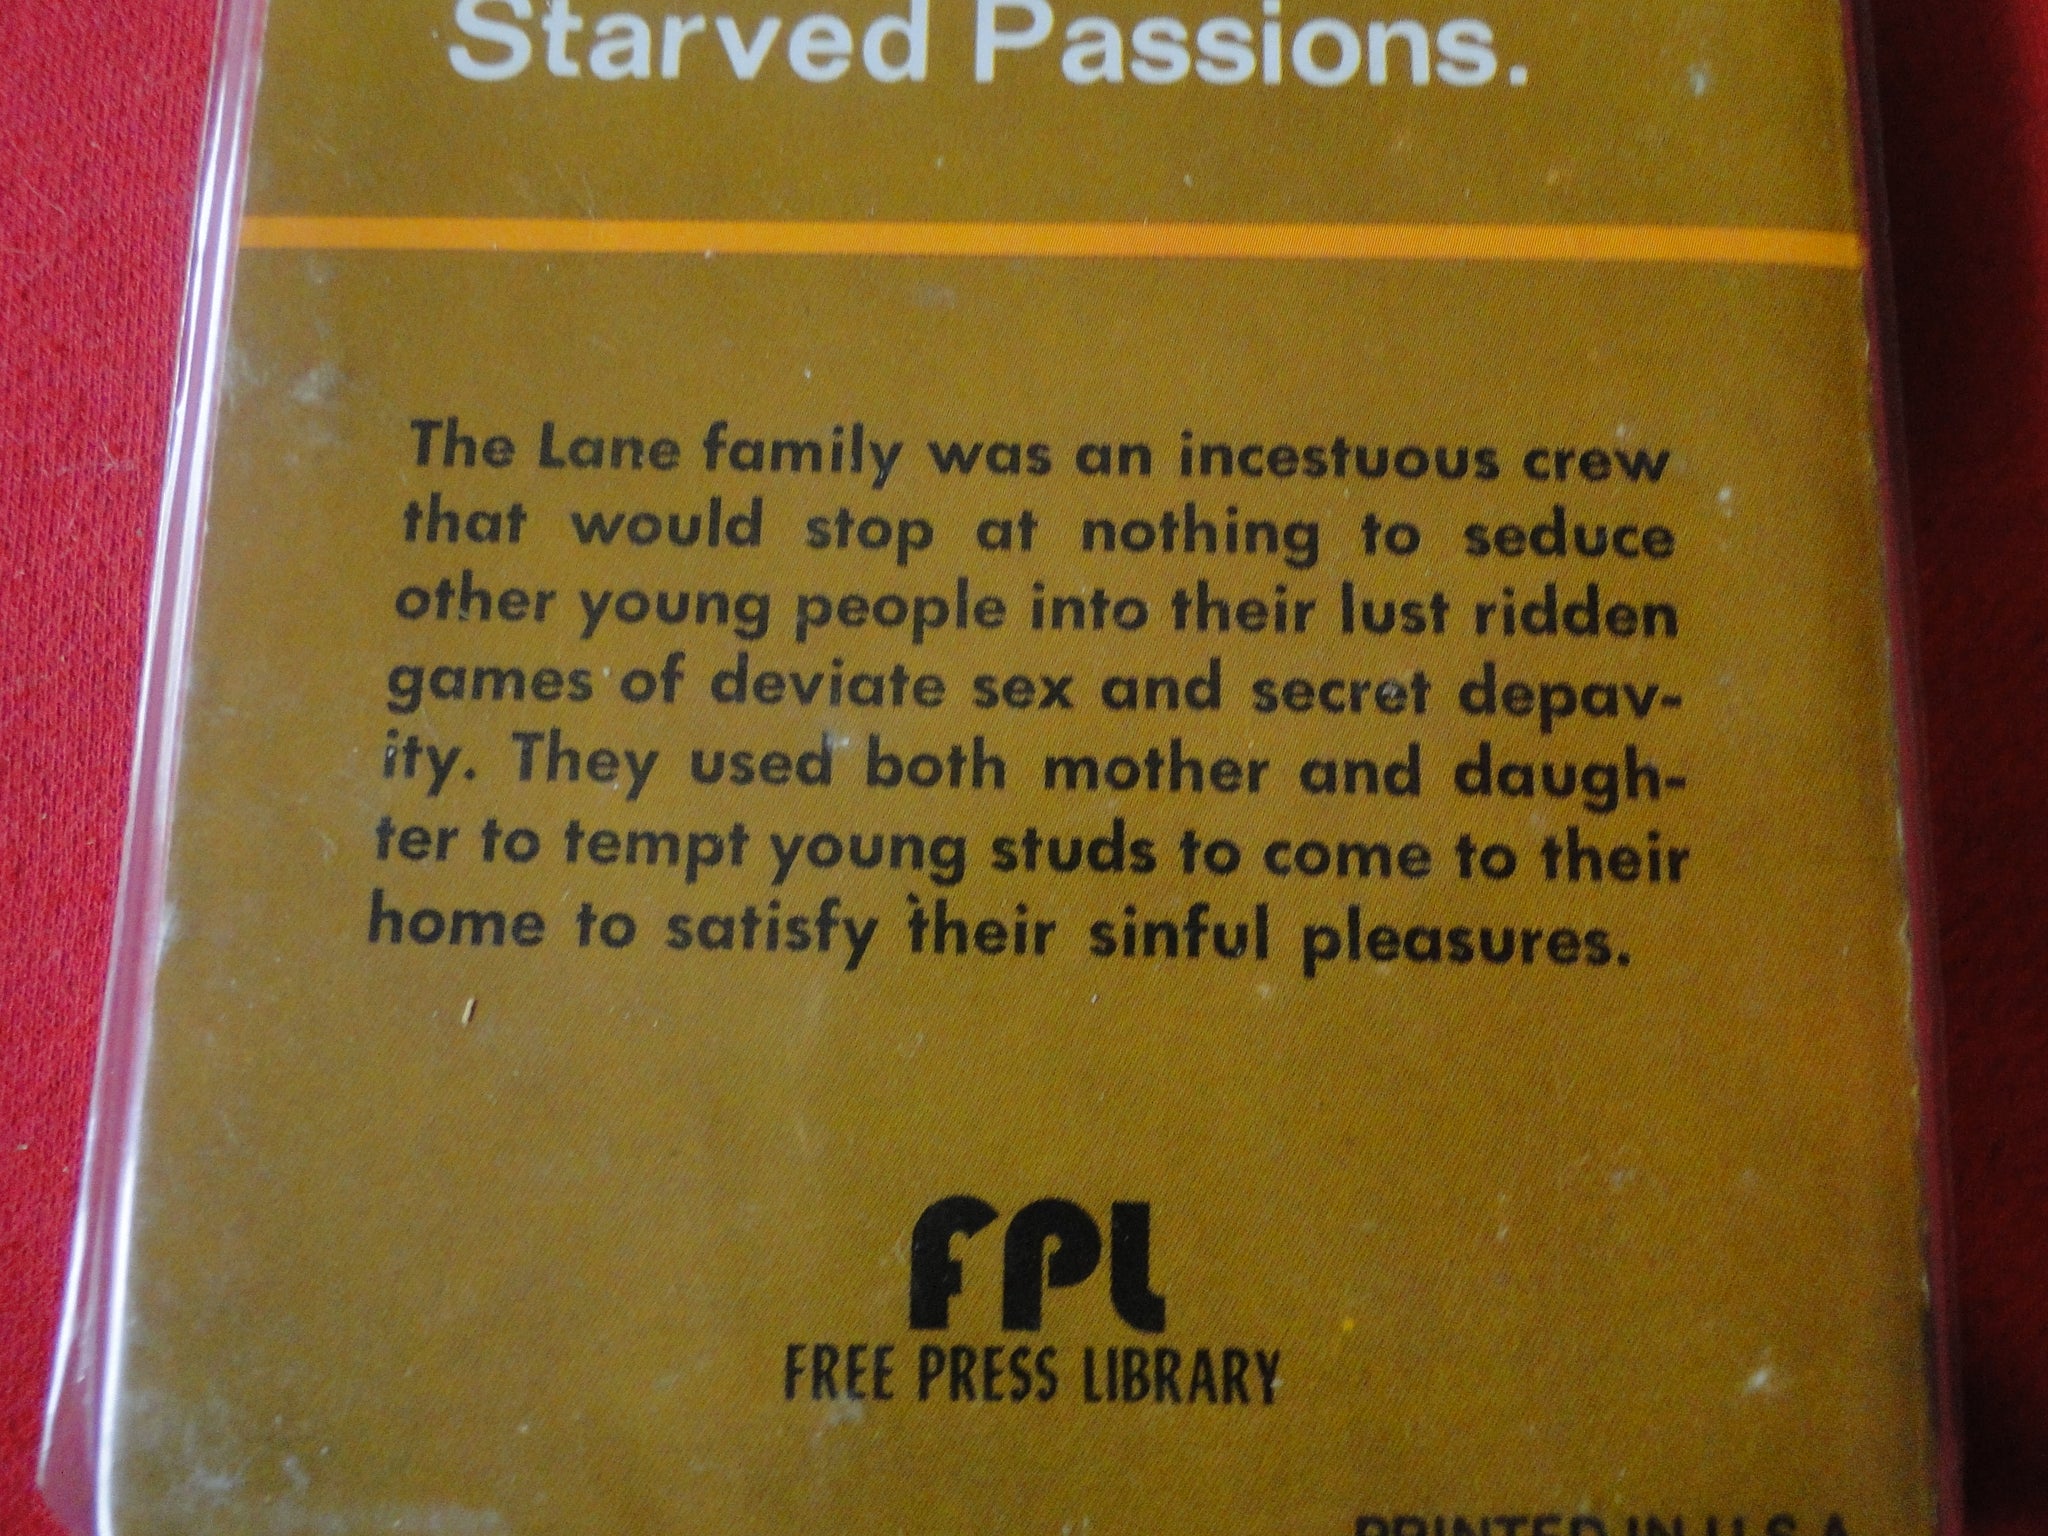 Starved Passions.
The Lane family was an incestuous crew
that would stop at nothing to seduce
other young people into their lust ridden
games of deviate sex and secret depav-
ity. They used both mother and daugh-
ter to tempt young studs to come to their
home to satisfy their sinful pleasures.
FPL
FREE PRESS LIBRARY
PRINTED IN U.S.A.